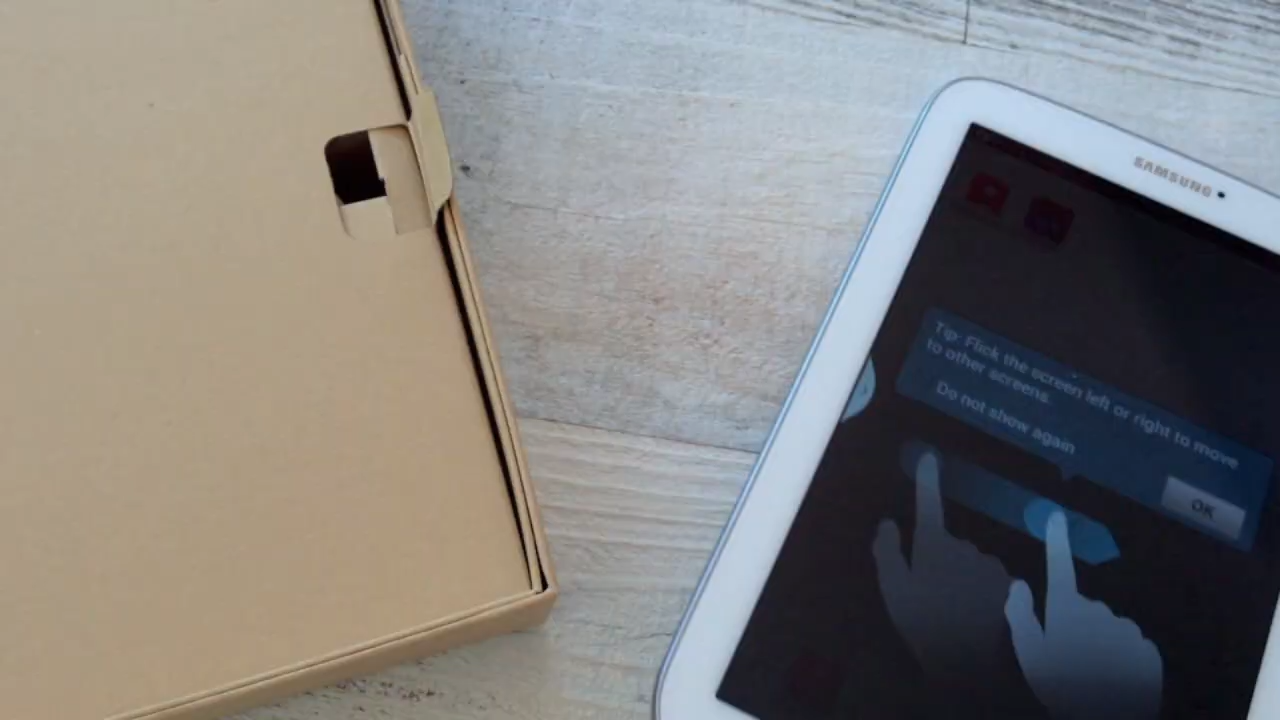 SAMSUNG
Tip: Flick the screen left or right to move
to other screens.
Do not show again
OK